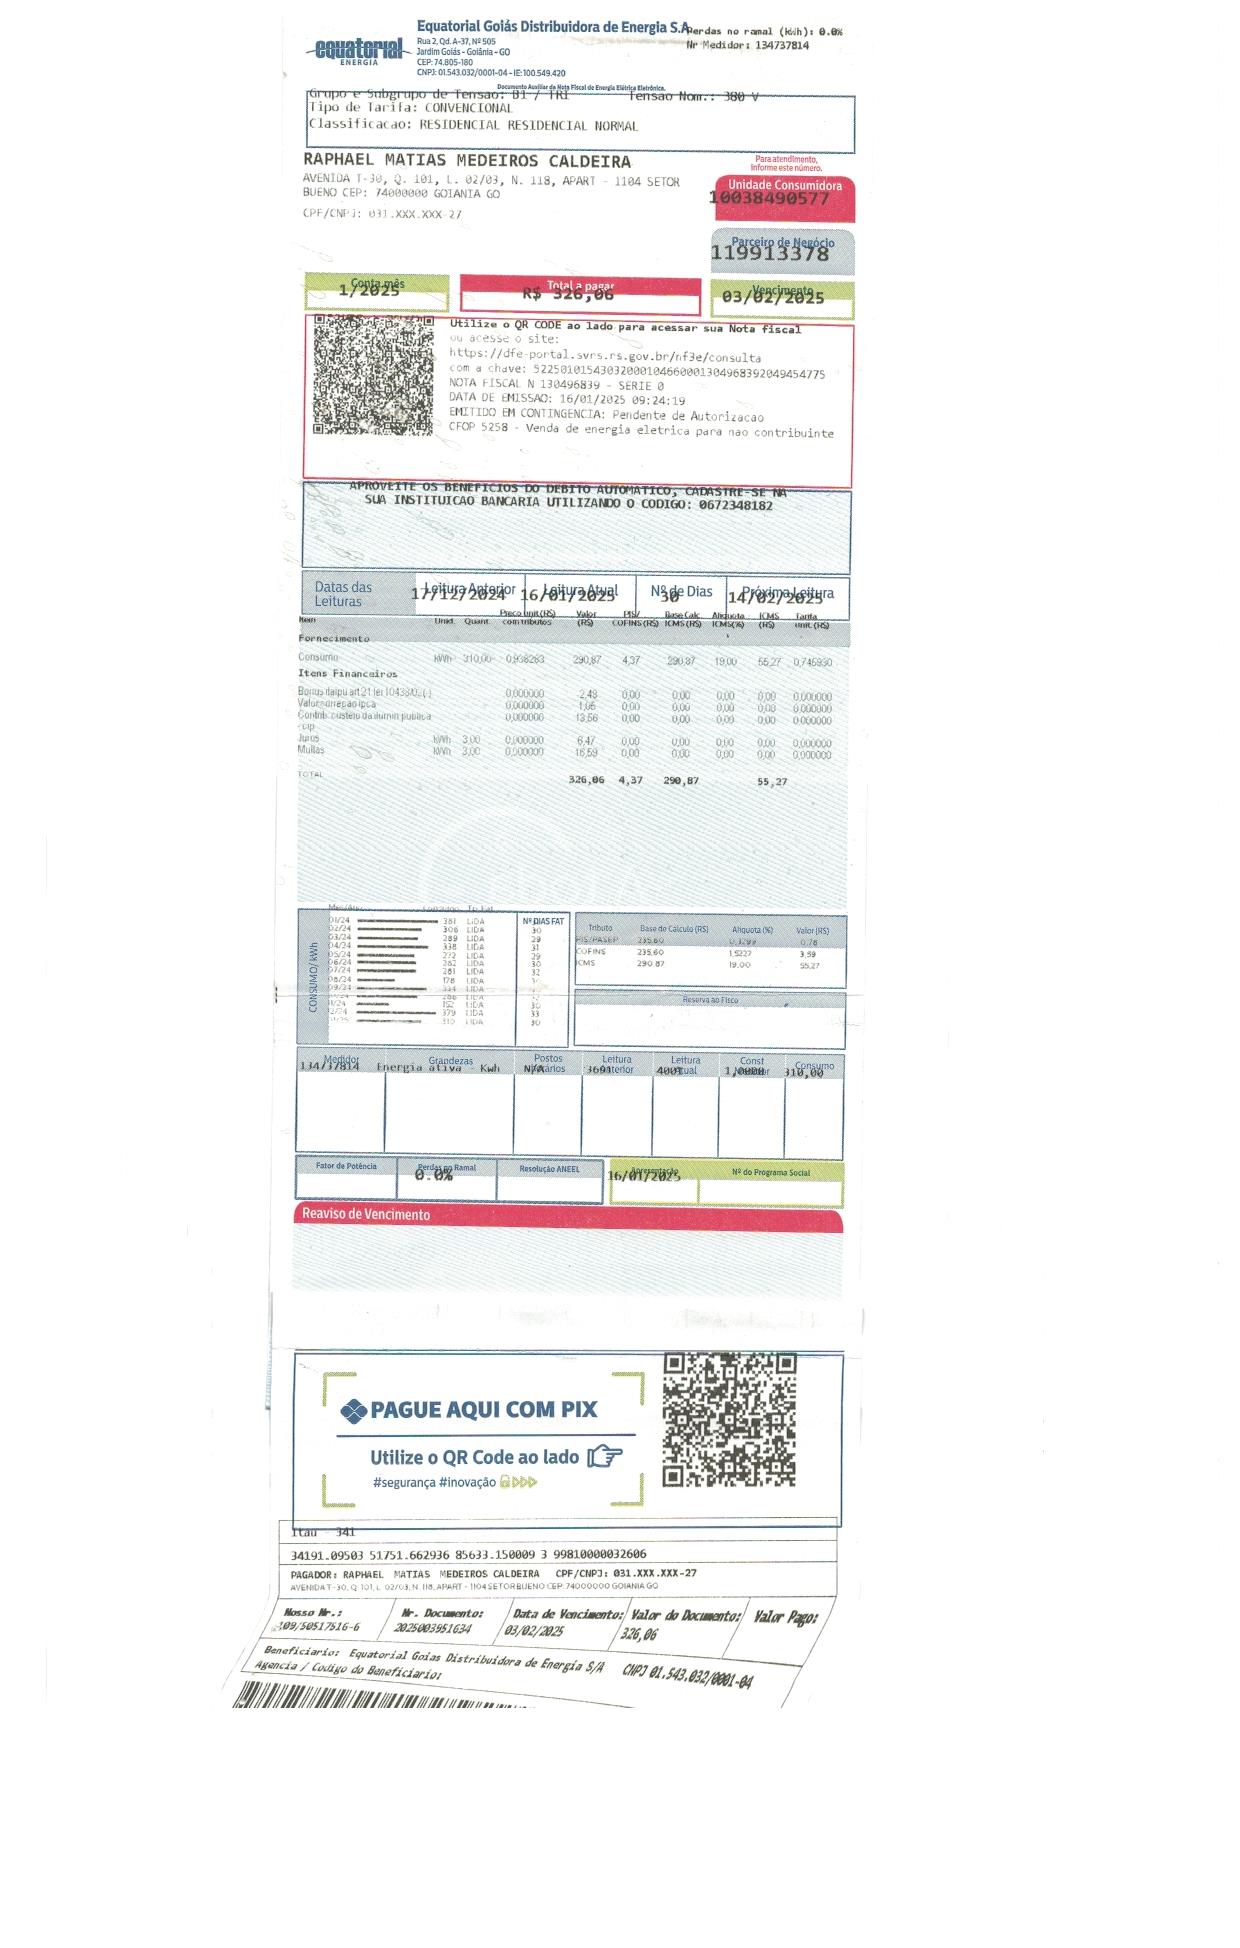 equatorial
ENERGIA
Equatorial Goiás Distribuidora de Energia S.A
Rua 2, Qd. A-37, Nº 505
Jardim Goiás - Goiânia - GO
CEP: 74.805-180
CNPJ: 01.543.032/0001-04 - IE:100.549.420
Perdas no ramal (kWh): 0.0%
Nr Medidor: 134737814
Documento Auxiliar da Nota Fiscal de Energia Elétrica Eletrônica.
Grupo e Subgrupo de Tensao: B1 / TRI Tensao Nom.: 380 V
Tipo de Tarifa: CONVENCIONAL
Classificacao: RESIDENCIAL RESIDENCIAL NORMAL
RAPHAEL MATIAS MEDEIROS CALDEIRA
AVENIDA T-30, Q. 101, L. 02/03, N. 118, APART - 1104 SETOR
BUENO CEP: 74000000 GOIANIA GO
CPF/CNPJ: 031.XXX.XXX-27
Para atendimento,
informe este número.
Unidade Consumidora
10038490577
Parceiro de Negócio
119913378
Conta mês
1/2025
Total a pagar
R$ 326,06
Vencimento
03/02/2025
Utilize o QR CODE ao lado para acessar sua Nota fiscal
ou acesse o site:
https://dfe-portal.svrs.rs.gov.br/nf3e/consulta
com a chave: 52250101543032000104660001304968392049454775
NOTA FISCAL N 130496839 - SERIE 0
DATA DE EMISSAO: 16/01/2025 09:24:19
EMITIDO EM CONTINGENCIA: Pendente de Autorizacao
CFOP 5258 - Venda de energia eletrica para nao contribuinte
APROVEITE OS BENEFICIOS DO DEBITO AUTOMATICO, CADASTRE-SE NA
SUA INSTITUICAO BANCARIA UTILIZANDO O CODIGO: 0672348182
Datas das Leituras
Leitura Anterior Leitura Atual Nº de Dias Próxima Leitura
17/12/2024 16/01/2025 30 14/02/2025
Item Unid. Quant. Preço unit (R$) com tributos Valor (R$) PIS/ COFINS (R$) Base Calc. ICMS (R$) Alíquota ICMS(%) ICMS (R$) Tarifa unit. (R$)
Fornecimento
Consumo kWh 310,00 0,938283 290,87 4,37 290,87 19,00 55,27 0,745930
Itens Financeiros
Bonus itaipu art 21 lei 10438/0 0,000000 2,48 0,00 0,00 0,00 0,00 0,000000
Valor correção ipca 0,000000 0,00 0,00 0,00 0,00 0,000000
Contrib. custeio da ilumin publica 0,000000 13,56 0,00 0,00 0,00 0,00 0,000000
- cip
Juros kWh 3,00 0,000000 6,47 0,00 0,00 0,00 0,00 0,000000
Multas kWh 3,00 0,000000 16,59 0,00 0,00 0,00 0,00 0,000000
TOTAL 326,06 4,37 290,87 55,27
CONSUMO/ kWh
Nº DIAS FAT
01/24 381 LIDA 30
02/24 306 LIDA 29
03/24 289 LIDA 31
04/24 338 LIDA 29
05/24 272 LIDA 30
06/24 282 LIDA 32
07/24 281 LIDA
08/24 178 LIDA
09/24 LIDA
286 LIDA
152 LIDA 30
379 LIDA 33
310 LIDA 30
Tributo Base de Calculo (R$) Aliquota (%) Valor (R$)
PIS/PASEP 235,60 0,3299 0,78
COFINS 235,60 1,5227 3,59
ICMS 290.87 19,00 55,27
Reserva ao Fisco
Medidor Grandezas Postos Leitura Anterior Leitura Atual Const Consumo
134737814 Energia ativa - Kwh N/A 3691 4001 310,00
Fator de Potência Perdas no Ramal Resolução ANEEL Apresentação Nº do Programa Social
0.0% 16/01/2025
Reaviso de Vencimento
PAGUE AQUI COM PIX
Utilize o QR Code ao lado
#segurança #inovação
Itau - 341
34191.09503 51751.662936 85633.150009 3 99810000032606
PAGADOR: RAPHAEL MATIAS MEDEIROS CALDEIRA CPF/CNPJ: 031.XXX.XXX-27
AVENIDA T-30, Q. 101, L. 02/03, N. 118, APART - 1104 SETOR BUENO CEP: 74000000 GOIANIA GO
Nosso Nr.: Nr. Documento: Data de Vencimento: Valor do Documento: Valor Pago:
109/50517516-6 2025003951634 03/02/2025 326,06
Beneficiario: Equatorial Goias Distribuidora de Energia S/A CNPJ 01.543.032/0001-04
Agencia / Codigo do Beneficiario: